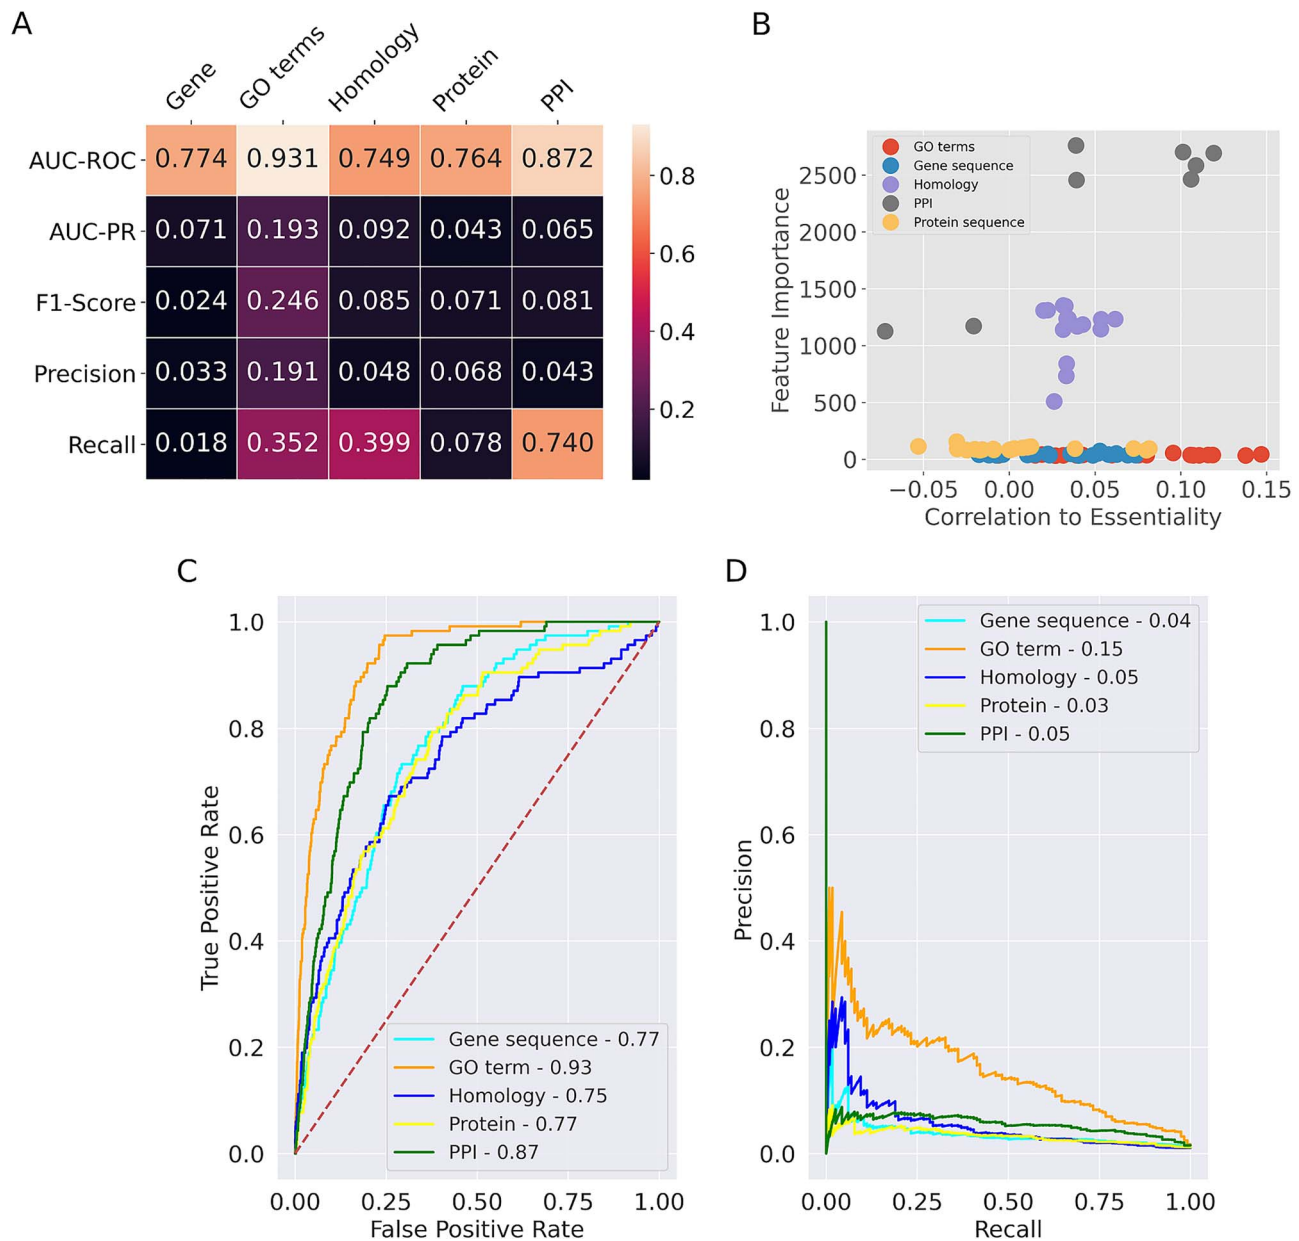 A
Gene GO terms Homology Protein PPI
AUC-ROC 0.774 0.931 0.749 0.764 0.872
AUC-PR 0.071 0.193 0.092 0.043 0.065
F1-Score 0.024 0.246 0.085 0.071 0.081
Precision 0.033 0.191 0.048 0.068 0.043
Recall 0.018 0.352 0.399 0.078 0.740
0.8
0.6
0.4
0.2
B
GO terms
Gene sequence
Homology
PPI
Protein sequence
Feature Importance
2500
2000
1500
1000
500
0
−0.05 0.00 0.05 0.10 0.15
Correlation to Essentiality
C
True Positive Rate
1.0
0.8
0.6
0.4
0.2
0.0
Gene sequence - 0.77
GO term - 0.93
Homology - 0.75
Protein - 0.77
PPI - 0.87
0.00 0.25 0.50 0.75 1.00
False Positive Rate
D
Precision
1.0
0.8
0.6
0.4
0.2
0.0
Gene sequence - 0.04
GO term - 0.15
Homology - 0.05
Protein - 0.03
PPI - 0.05
0.00 0.25 0.50 0.75 1.00
Recall